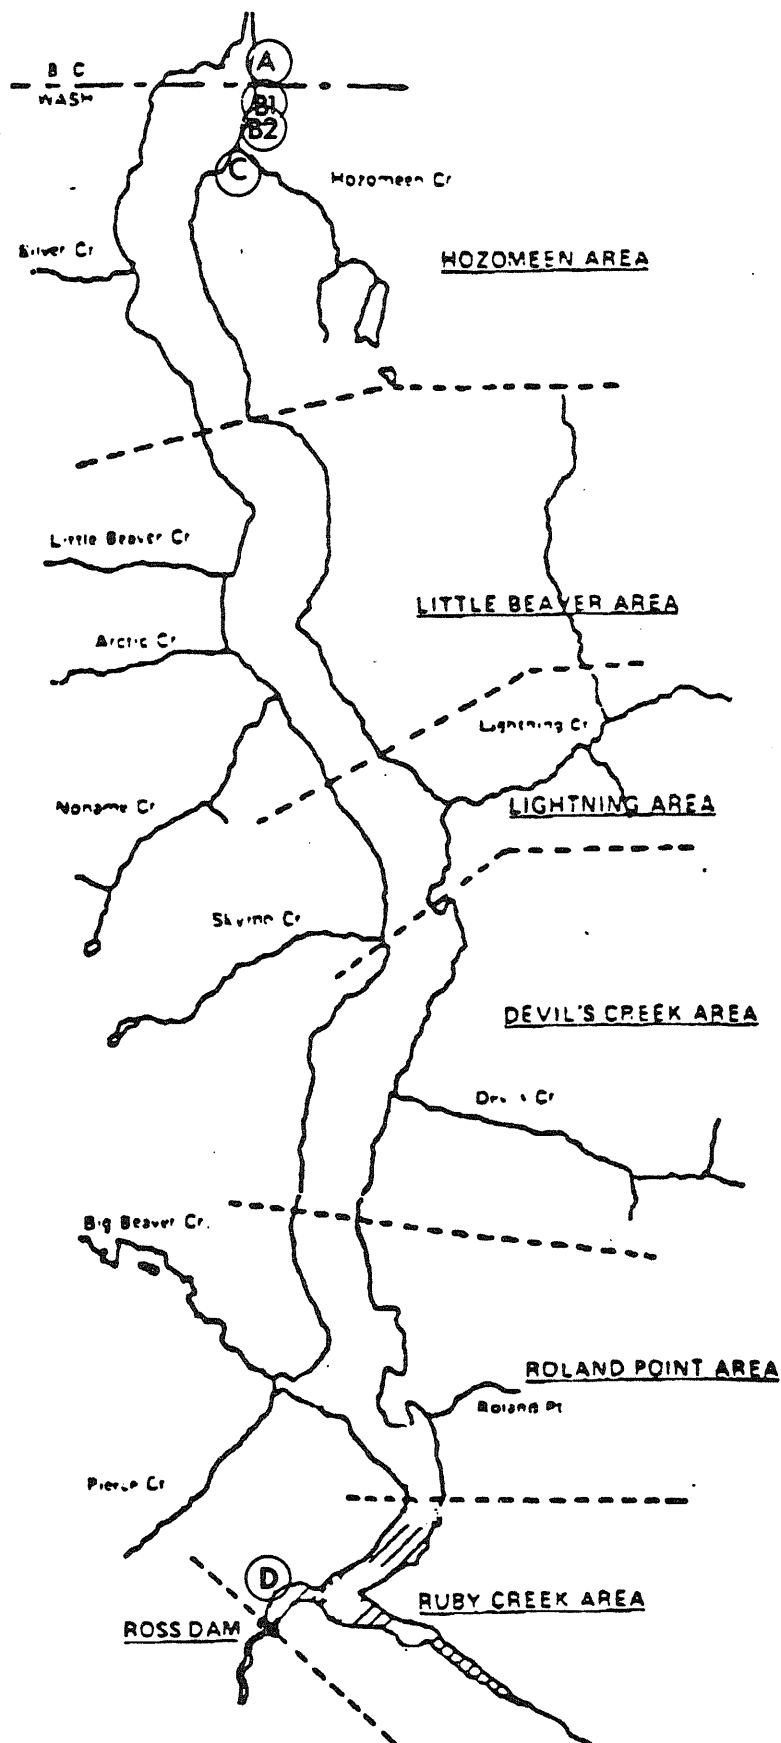 A
B C
WASH
B1
B2
C
Hozomeen Cr
Silver Cr
HOZOMEEN AREA
Little Beaver Cr
LITTLE BEAVER AREA
Arctic Cr
Lightning Cr
Noname Cr
LIGHTNING AREA
Skymo Cr
DEVIL'S CREEK AREA
Cr
Big Beaver Cr.
ROLAND POINT AREA
Roland Pt
Pierce Cr
D
RUBY CREEK AREA
ROSS DAM